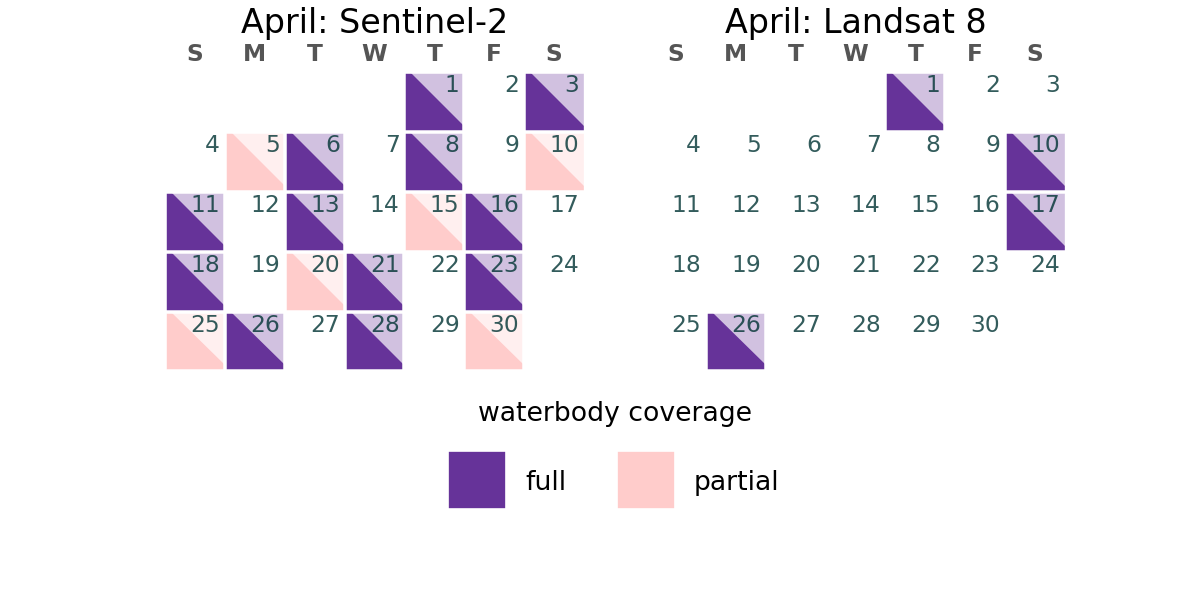 April: Sentinel-2
S M T W T F S
1 2 3
4 5 6 7 8 9 10
11 12 13 14 15 16 17
18 19 20 21 22 23 24
25 26 27 28 29 30
April: Landsat 8
S M T W T F S
1 2 3
4 5 6 7 8 9 10
11 12 13 14 15 16 17
18 19 20 21 22 23 24
25 26 27 28 29 30
waterbody coverage
full partial